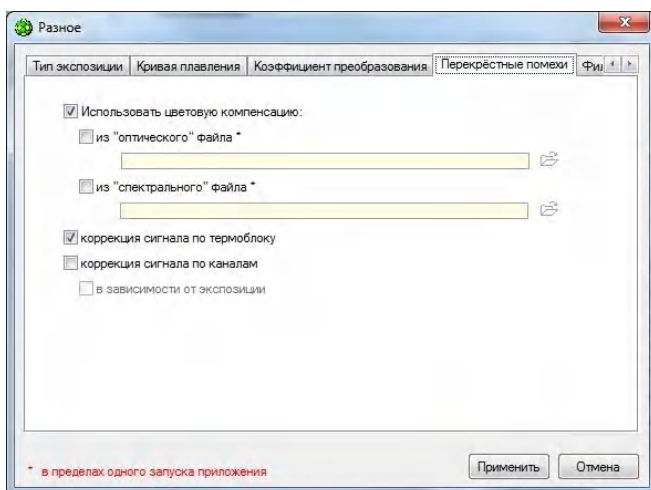 Разное
Тип экспозиции Кривая плавления Коэффициент преобразования Перекрёстные помехи
Использовать цветовую компенсацию:
из "оптического" файла *
из "спектрального" файла *
коррекция сигнала по термоблоку
коррекция сигнала по каналам
в зависимости от экспозиции
* в пределах одного запуска приложения
Применить Отмена